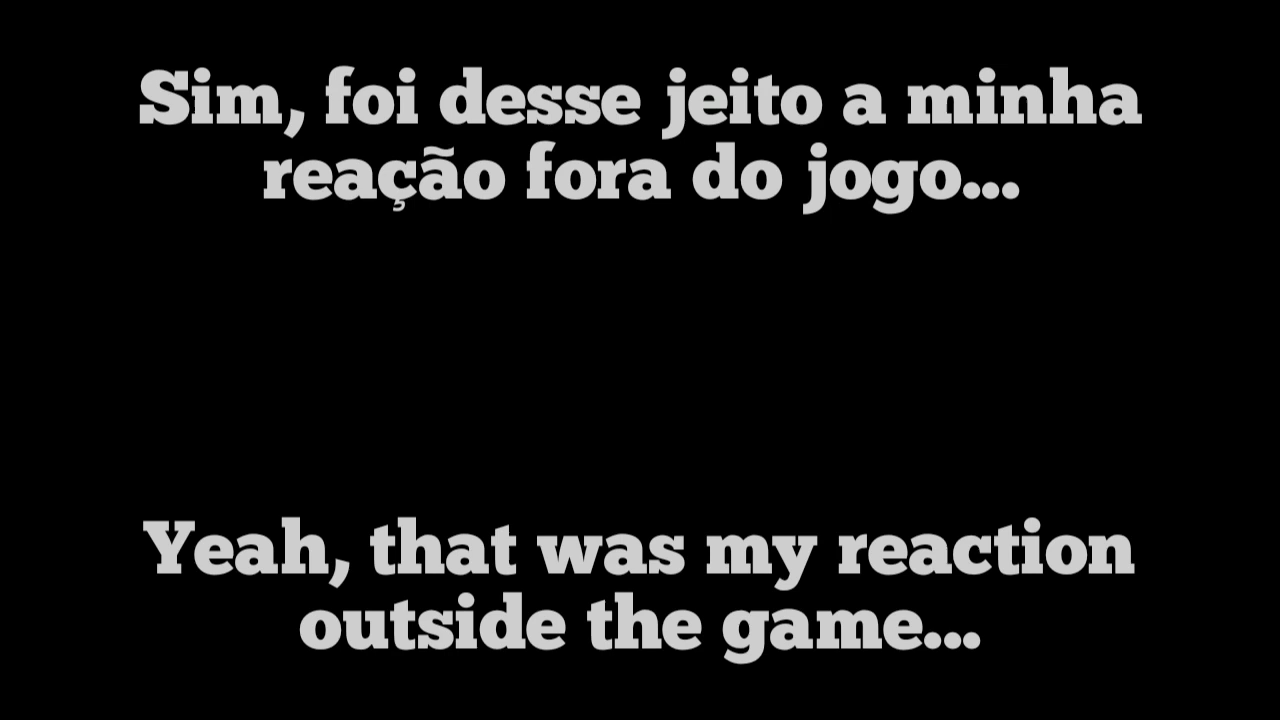 Sim, foi desse jeito a minha
reação fora do jogo...
Yeah, that was my reaction
outside the game...